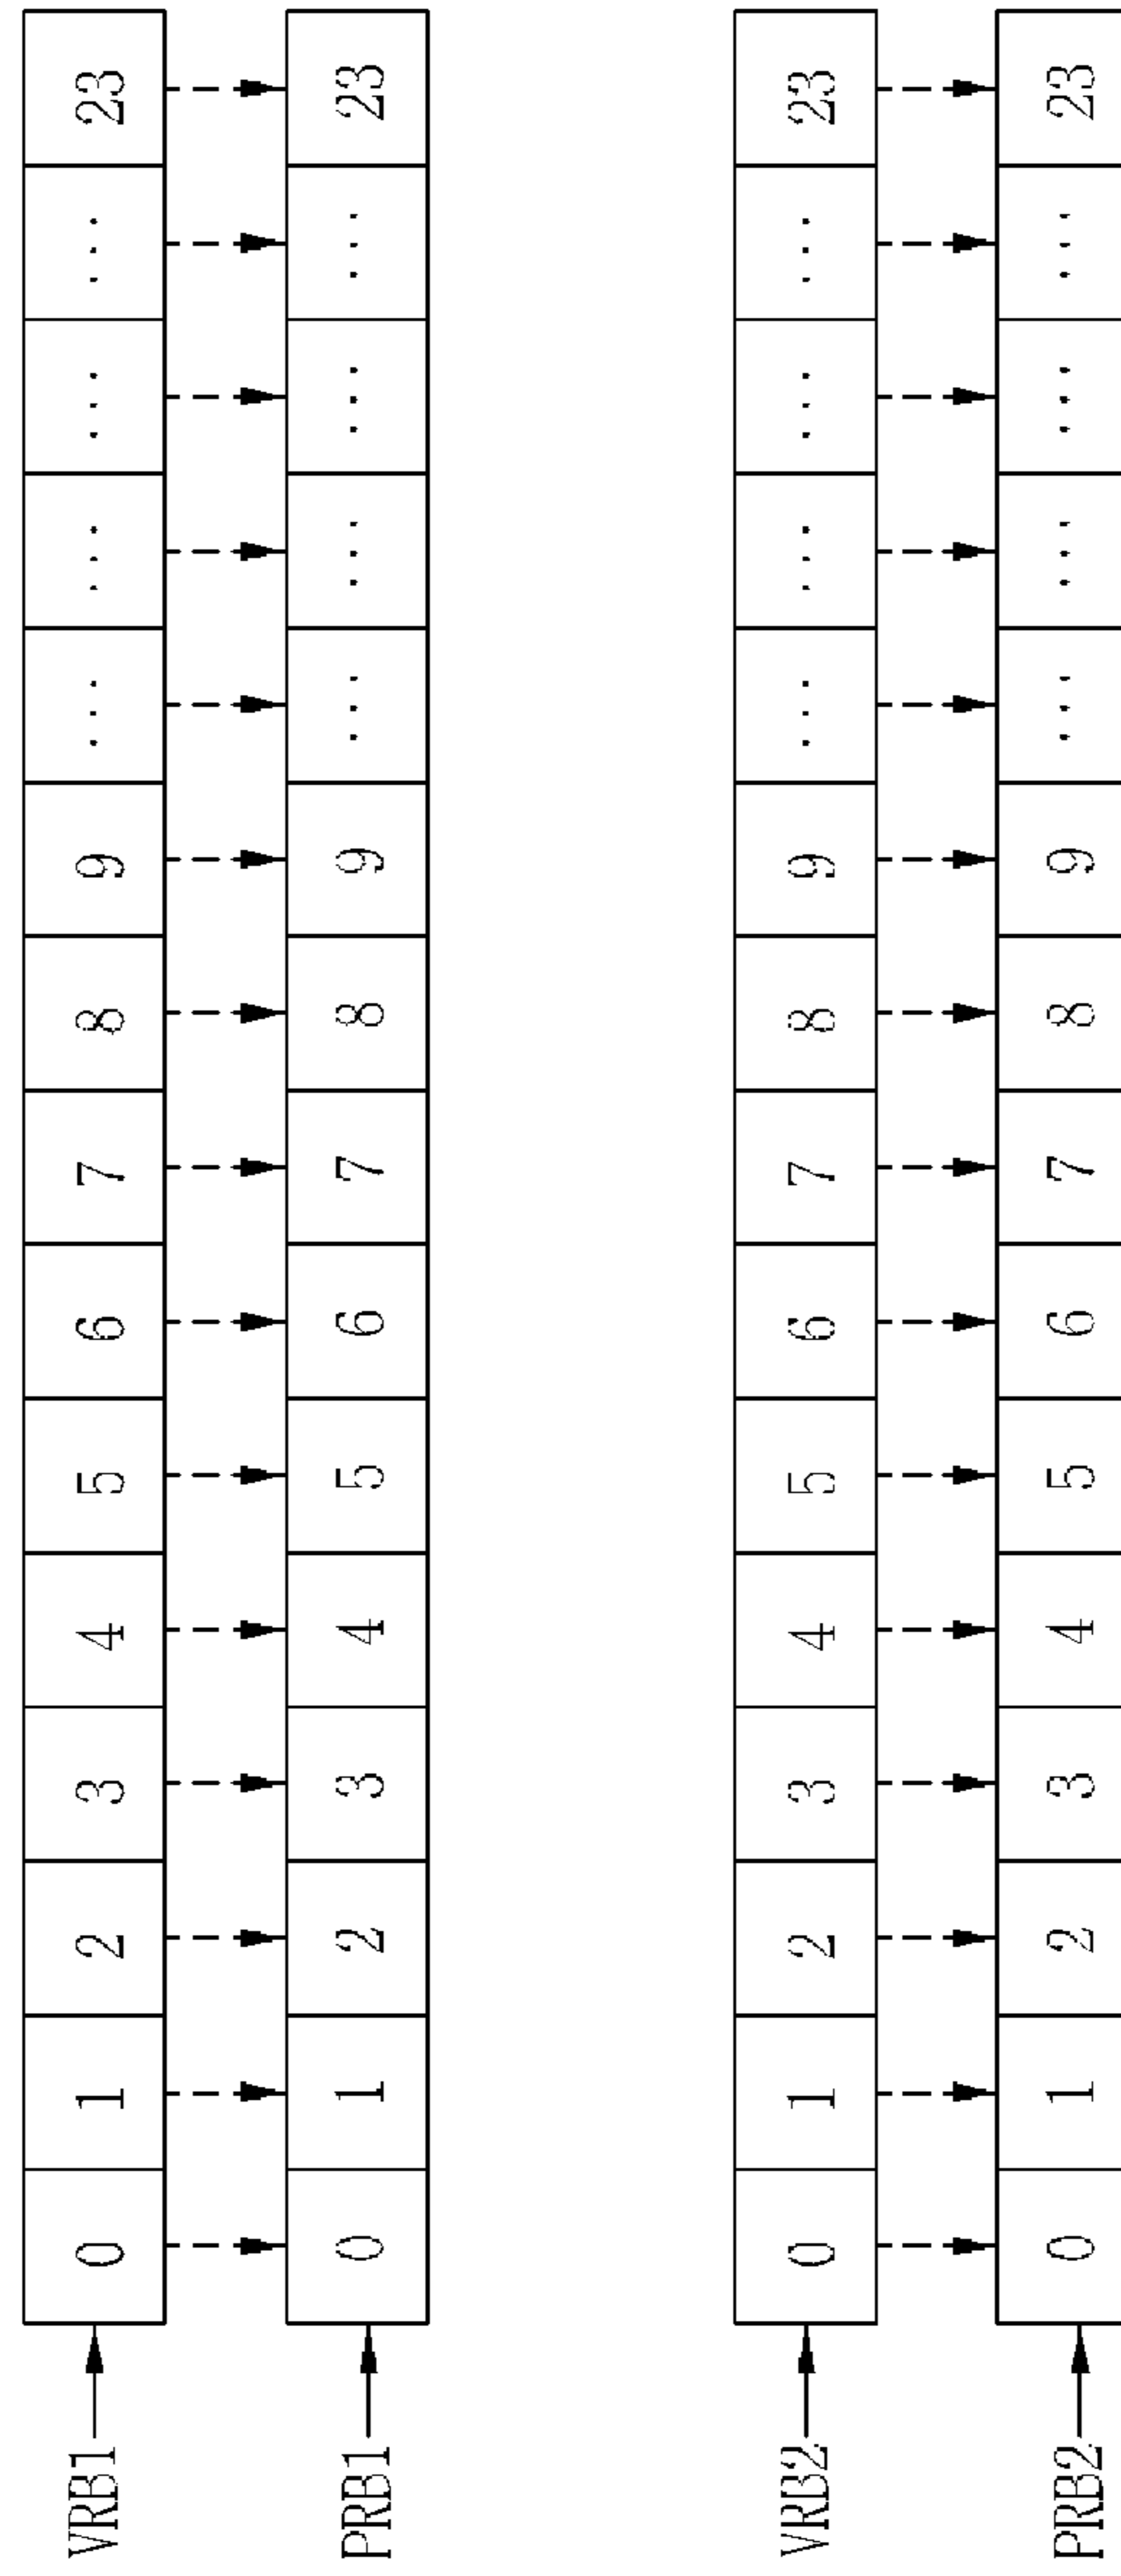 VRB1 0 1 2 3 4 5 6 7 8 9 ... ... ... ... 23
PRB1 0 1 2 3 4 5 6 7 8 9 ... ... ... ... 23
VRB2 0 1 2 3 4 5 6 7 8 9 ... ... ... ... 23
PRB2 0 1 2 3 4 5 6 7 8 9 ... ... ... ... 23